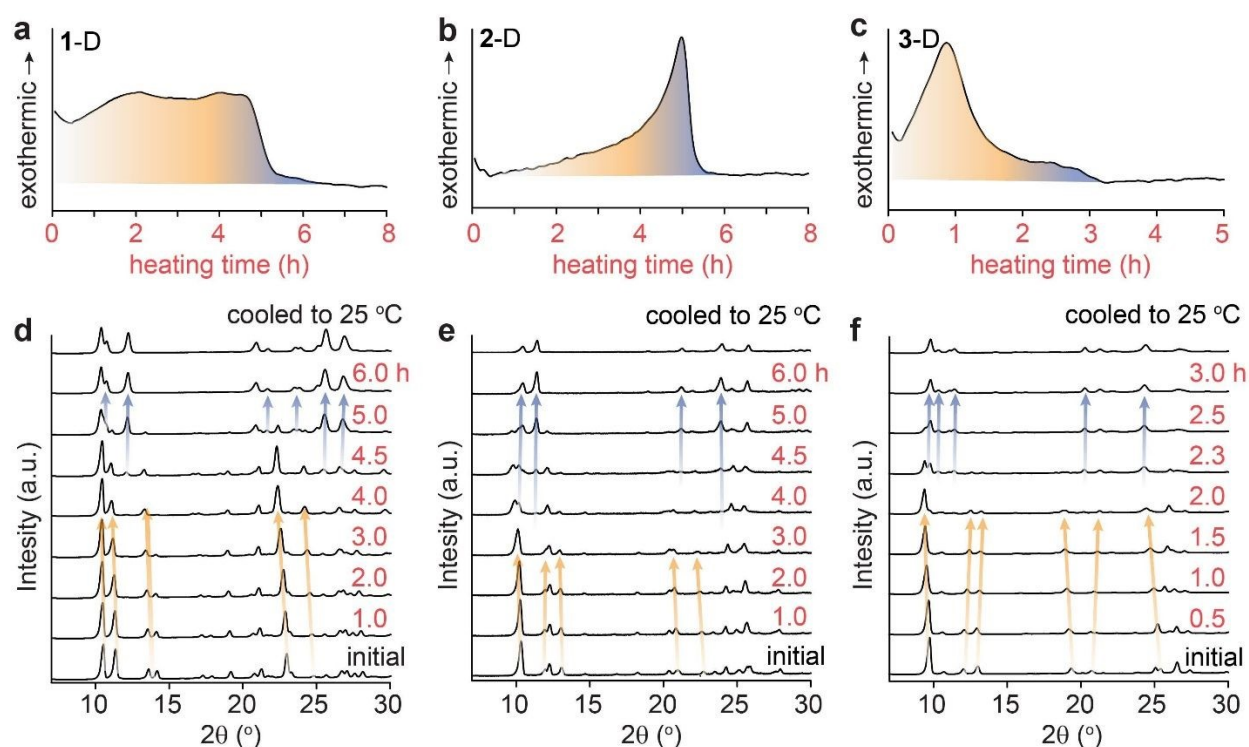 a
1-D
exothermic →
0 2 4 6 8
heating time (h)
b
2-D
exothermic →
0 2 4 6 8
heating time (h)
c
3-D
exothermic →
0 1 2 3 4 5
heating time (h)
d
cooled to 25 °C
6.0 h
5.0
4.5
4.0
3.0
2.0
1.0
initial
Intesity (a.u.)
10 15 20 25 30
2θ (°)
e
cooled to 25 °C
6.0 h
5.0
4.5
4.0
3.0
2.0
1.0
initial
Intesity (a.u.)
10 15 20 25 30
2θ (°)
f
cooled to 25 °C
3.0 h
2.5
2.3
2.0
1.5
1.0
0.5
initial
Intesity (a.u.)
10 15 20 25 30
2θ (°)